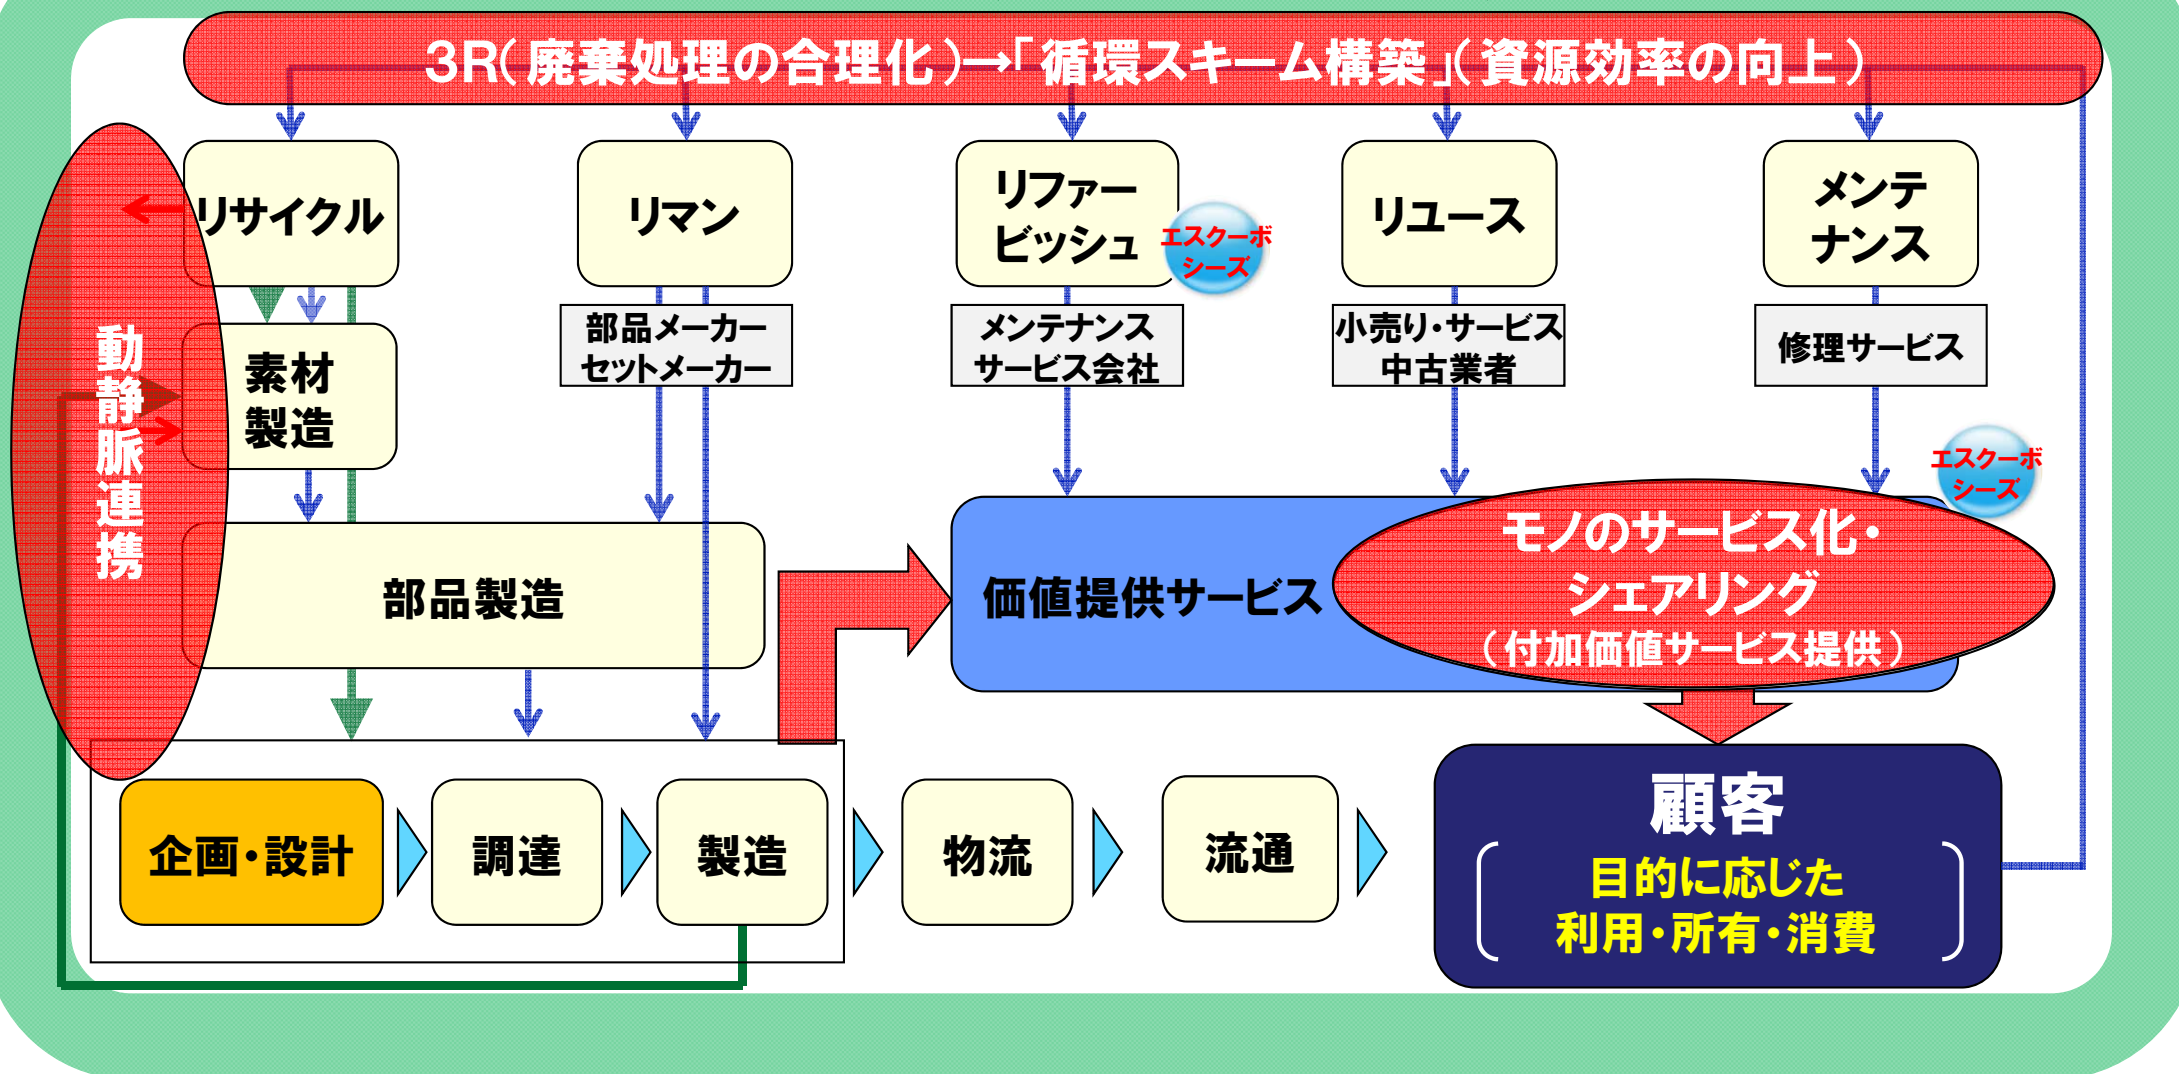 3R(廃棄処理の合理化)→「循環スキーム構築」(資源効率の向上)
リサイクル
リマン
リファー
ビッシュ
エスクーボ
シーズ
リユース
メンテ
ナンス
部品メーカー
セットメーカー
メンテナンス
サービス会社
小売り・サービス
中古業者
修理サービス
動静脈連携
素材
製造
エスクーボ
シーズ
部品製造
価値提供サービス
モノのサービス化・
シェアリング
(付加価値サービス提供)
企画・設計
調達
製造
物流
流通
顧客
目的に応じた
利用・所有・消費